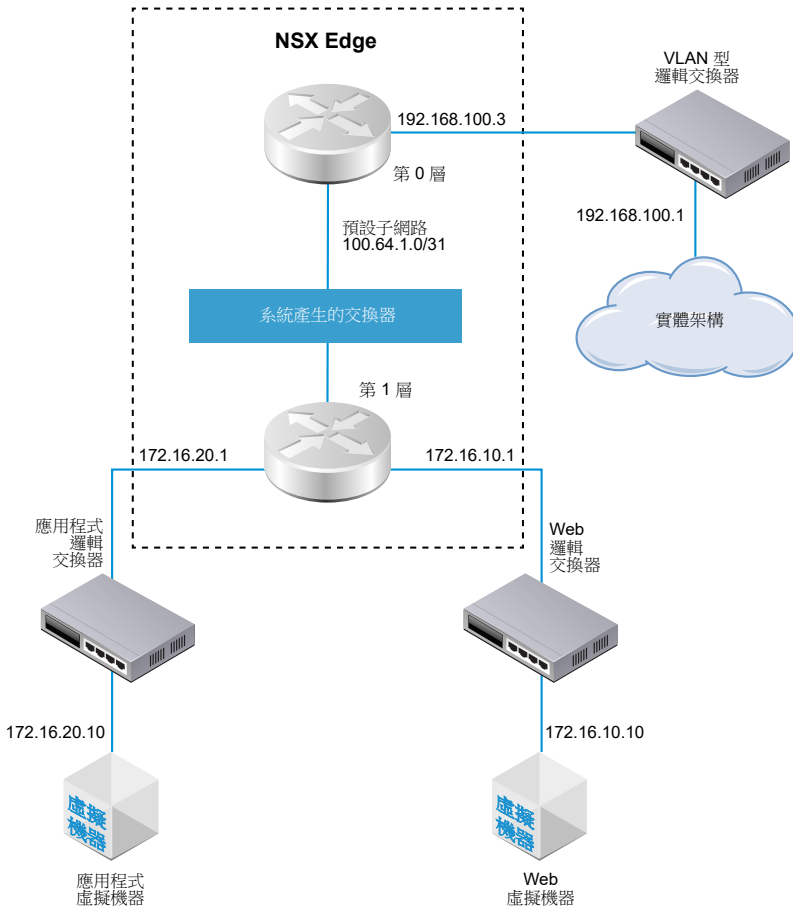 NSX Edge
VLAN 型
邏輯交換器
192.168.100.3
第 0 層
192.168.100.1
預設子網路
100.64.1.0/31
系統產生的交換器
實體架構
第 1 層
172.16.20.1
172.16.10.1
應用程式
邏輯
交換器
Web
邏輯
交換器
172.16.20.10
172.16.10.10
虛擬
機器
虛擬
機器
應用程式
虛擬機器
Web
虛擬機器